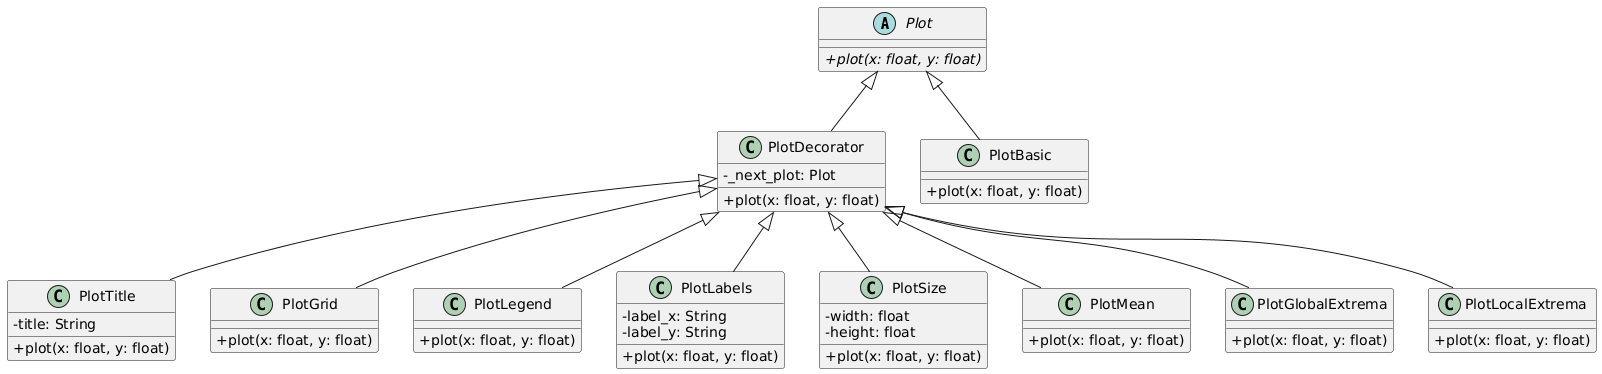 A Plot
+plot(x: float, y: float)
C PlotDecorator
-_next_plot: Plot
+plot(x: float, y: float)
C PlotBasic
+plot(x: float, y: float)
C PlotTitle
-title: String
+plot(x: float, y: float)
C PlotGrid
+plot(x: float, y: float)
C PlotLegend
+plot(x: float, y: float)
C PlotLabels
-label_x: String
-label_y: String
+plot(x: float, y: float)
C PlotSize
-width: float
-height: float
+plot(x: float, y: float)
C PlotMean
+plot(x: float, y: float)
C PlotGlobalExtrema
+plot(x: float, y: float)
C PlotLocalExtrema
+plot(x: float, y: float)